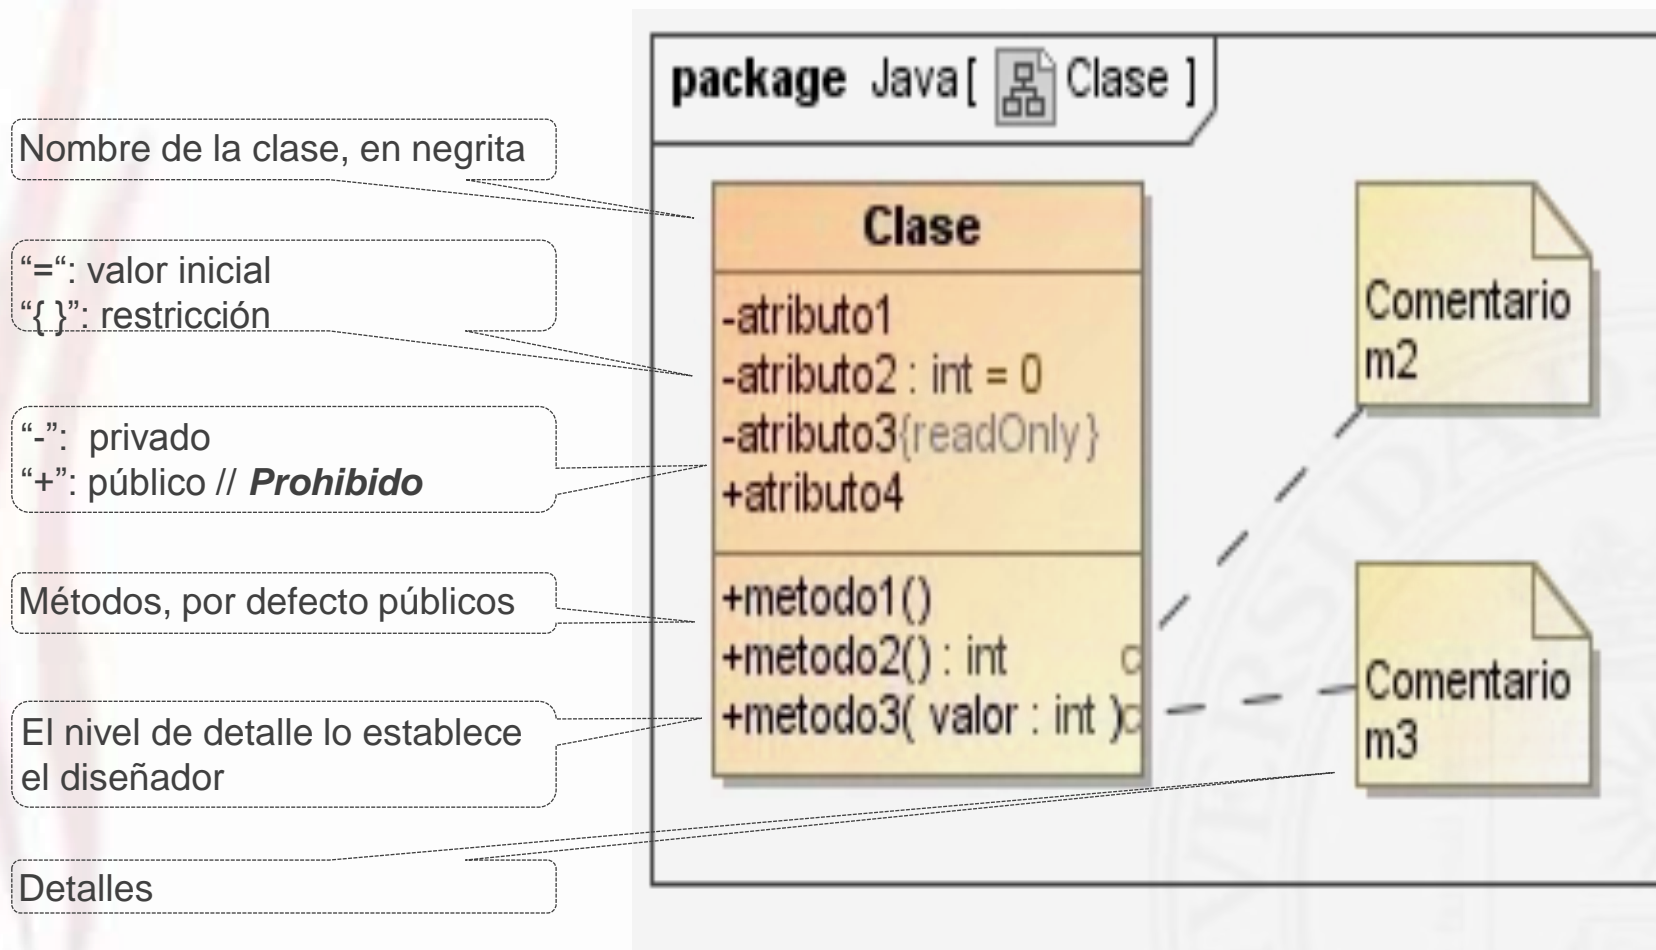 Nombre de la clase, en negrita
“=“: valor inicial
“{ }”: restricción
“-”: privado
“+”: público // Prohibido
Métodos, por defecto públicos
El nivel de detalle lo establece
el diseñador
Detalles
package Java[ Clase ]
Clase
-atributo1
-atributo2 : int = 0
-atributo3{readOnly}
+atributo4
+metodo1()
+metodo2() : int
+metodo3( valor : int )
Comentario
m2
Comentario
m3